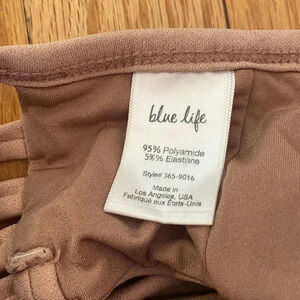 blue life
95% Polyamide
5% Elastane
Style# 365-9016
Made in
Los Angeles, USA
Fabriqué aux États-Unis